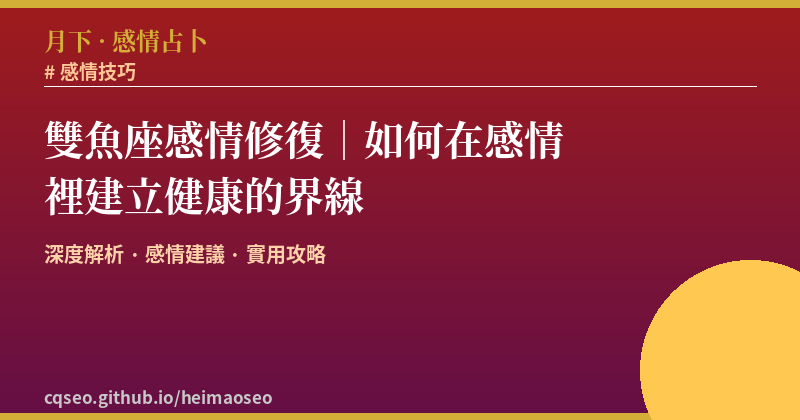 月下 · 感情占卜
# 感情技巧
雙魚座感情修復｜如何在感情
裡建立健康的界線
深度解析 · 感情建議 · 實用攻略
cqseo.github.io/heimaoseo